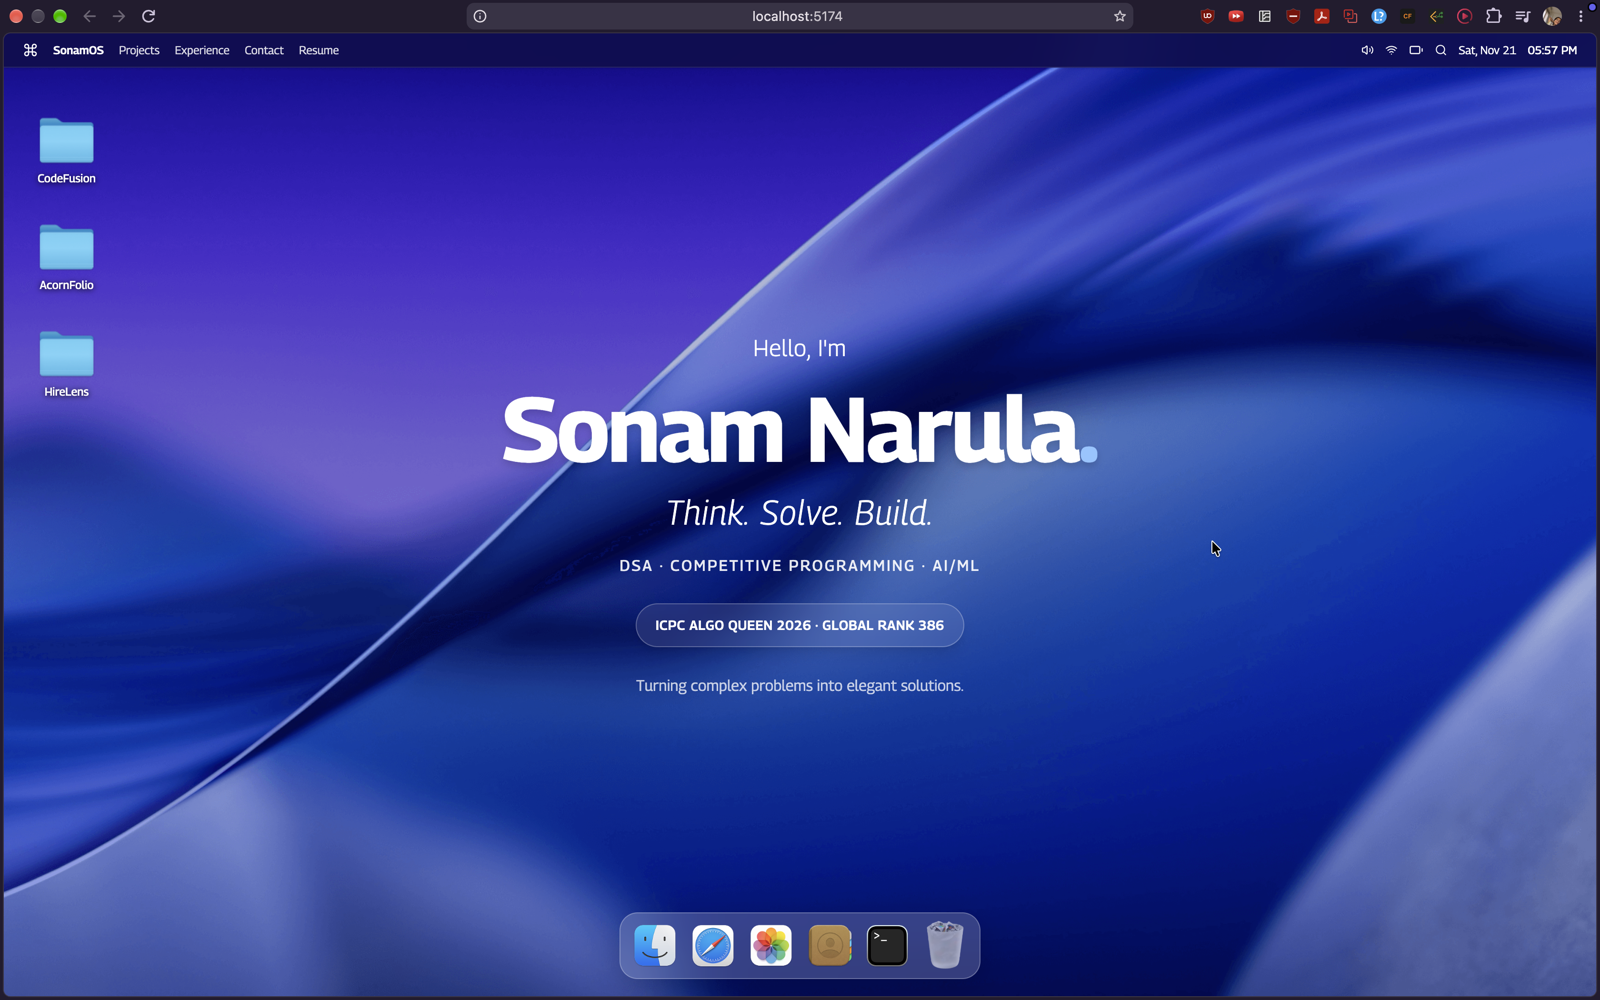 localhost:5174
SonamOS Projects Experience Contact Resume
Sat, Nov 21 05:57 PM
CodeFusion
AcornFolio
HireLens
Hello, I'm
Sonam Narula.
Think. Solve. Build.
DSA · COMPETITIVE PROGRAMMING · AI/ML
ICPC ALGO QUEEN 2026 · GLOBAL RANK 386
Turning complex problems into elegant solutions.
>_